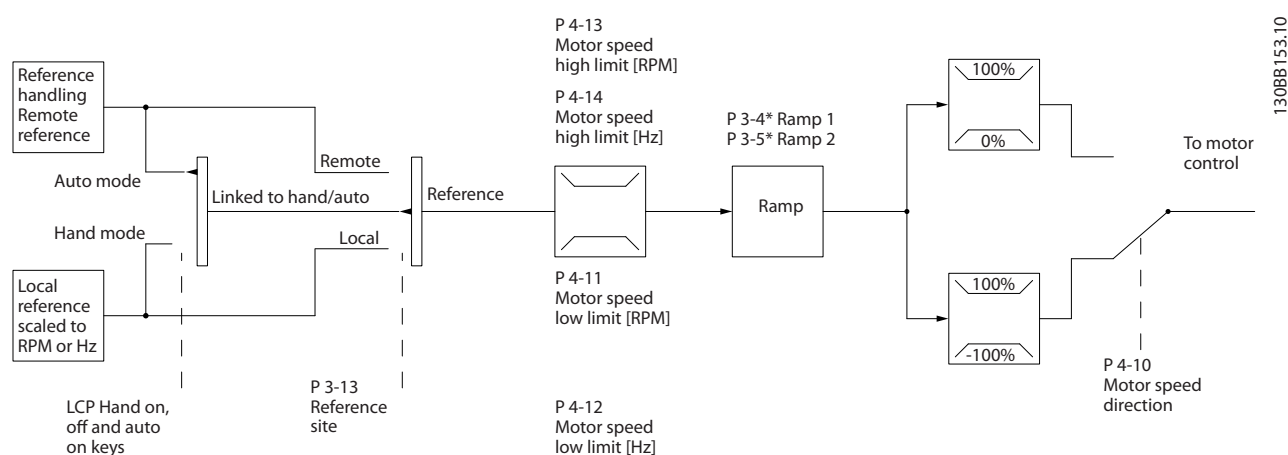 P 4-13
Motor speed
high limit [RPM]
130BB153.10
Reference
handling
Remote
reference
P 4-14
Motor speed
high limit [Hz]
P 3-4* Ramp 1
P 3-5* Ramp 2
100%
0%
To motor
control
Remote
Auto mode
Linked to hand/auto
Reference
Ramp
Hand mode
Local
Local
reference
scaled to
RPM or Hz
P 4-11
Motor speed
low limit [RPM]
100%
-100%
P 4-10
Motor speed
direction
P 3-13
Reference
site
LCP Hand on,
off and auto
on keys
P 4-12
Motor speed
low limit [Hz]